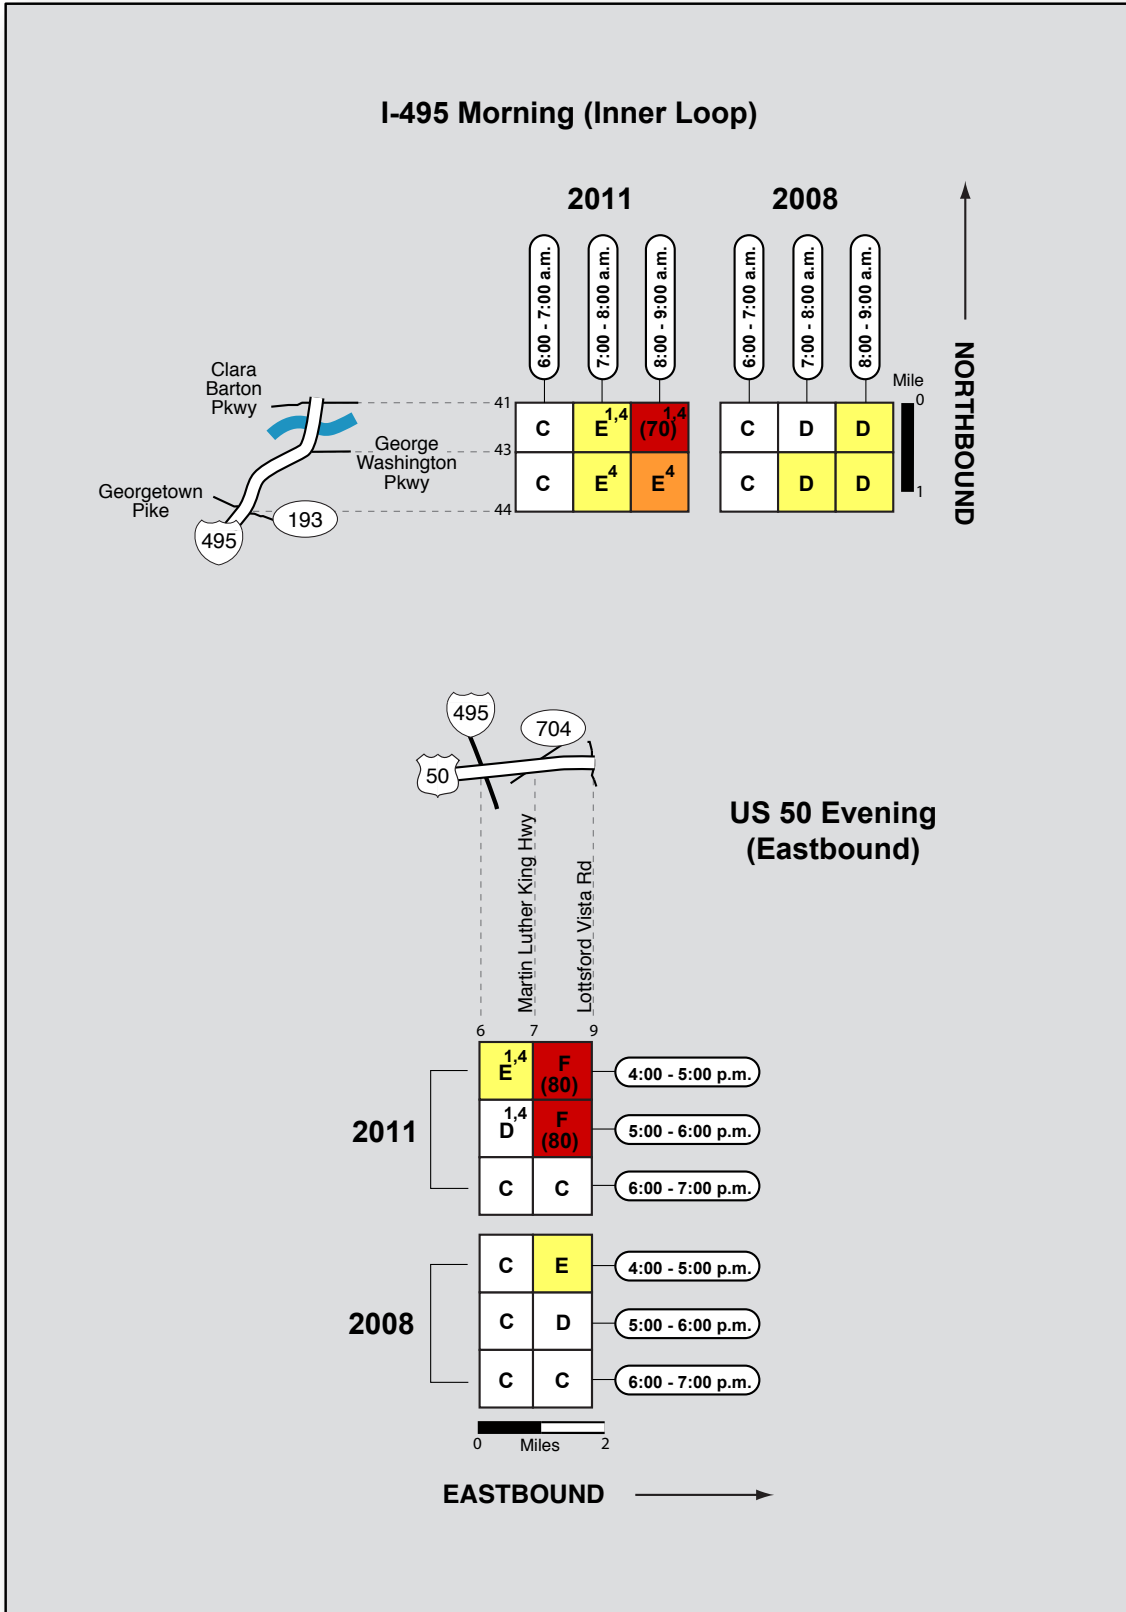 I-495 Morning (Inner Loop)
2011 2008
6:00 - 7:00 a.m. 7:00 - 8:00 a.m. 8:00 - 9:00 a.m. 6:00 - 7:00 a.m. 7:00 - 8:00 a.m. 8:00 - 9:00 a.m.
NORTHBOUND
Mile
0
1
Clara
Barton
Pkwy
George
Washington
Pkwy
Georgetown
Pike
193
495
41
43
44
C E1,4 (70)1,4 C D D
C E4 E4 C D D
495
704
50
US 50 Evening
(Eastbound)
Martin Luther King Hwy
Lottsford Vista Rd
6 7 9
2011
E1,4 F (80) 4:00 - 5:00 p.m.
D1,4 F (80) 5:00 - 6:00 p.m.
C C 6:00 - 7:00 p.m.
2008
C E 4:00 - 5:00 p.m.
C D 5:00 - 6:00 p.m.
C C 6:00 - 7:00 p.m.
0 Miles 2
EASTBOUND